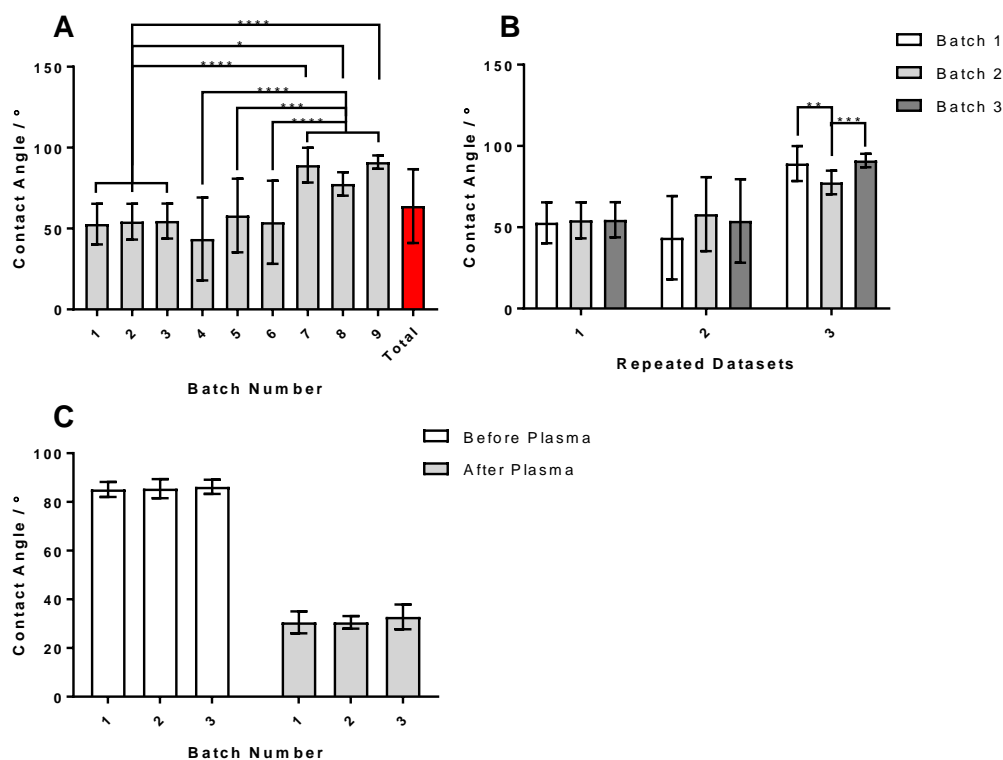 A
****
*
****
****
***
****
150
100
50
0
Contact Angle / °
1 2 3 4 5 6 7 8 9 Total
Batch Number
B
Batch 1
Batch 2
Batch 3
**
***
150
100
50
0
Contact Angle / °
1 2 3
Repeated Datasets
C
Before Plasma
After Plasma
100
80
60
40
20
0
Contact Angle / °
1 2 3 1 2 3
Batch Number